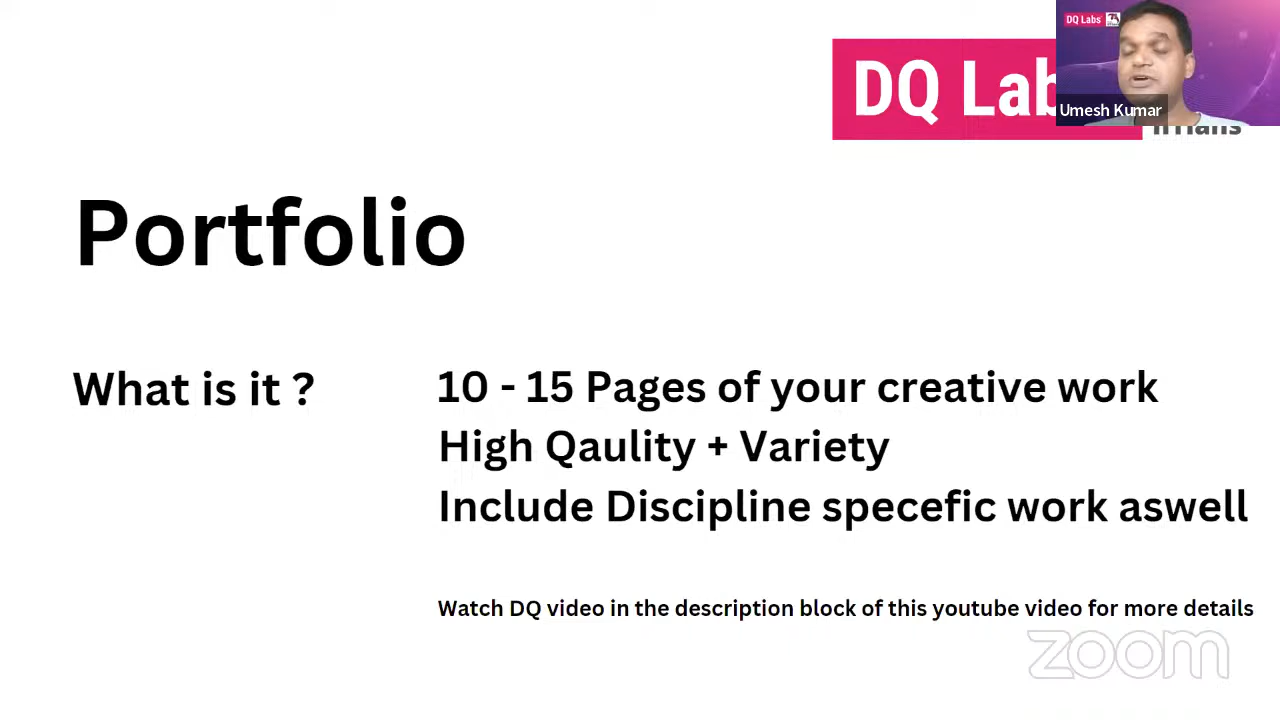 DQ Labs
DQ Lab
Umesh Kumar
Portfolio
What is it ?
10 - 15 Pages of your creative work
High Qaulity + Variety
Include Discipline specefic work aswell
Watch DQ video in the description block of this youtube video for more details
zoom